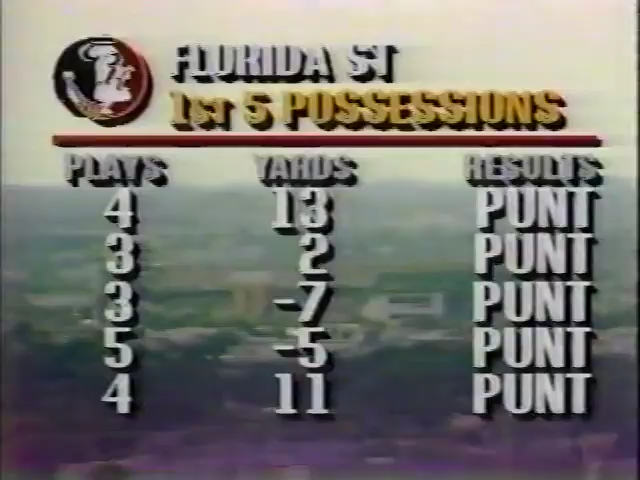 FLORIDA ST
1ST 5 POSSESSIONS
PLAYS YARDS RESULTS
4 13 PUNT
3 2 PUNT
3 -7 PUNT
5 -5 PUNT
4 11 PUNT